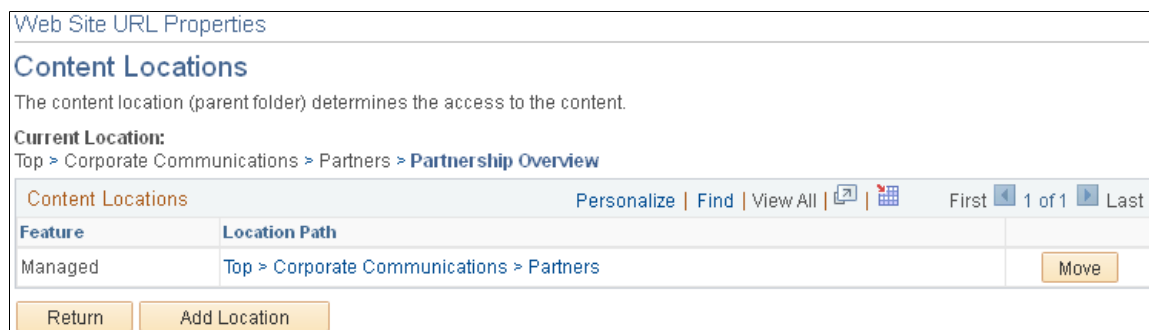 Web Site URL Properties
Content Locations
The content location (parent folder) determines the access to the content.
Current Location:
Top > Corporate Communications > Partners > Partnership Overview
Content Locations Personalize | Find | View All | | First 1 of 1 Last
Feature Location Path
Managed Top > Corporate Communications > Partners Move
Return Add Location